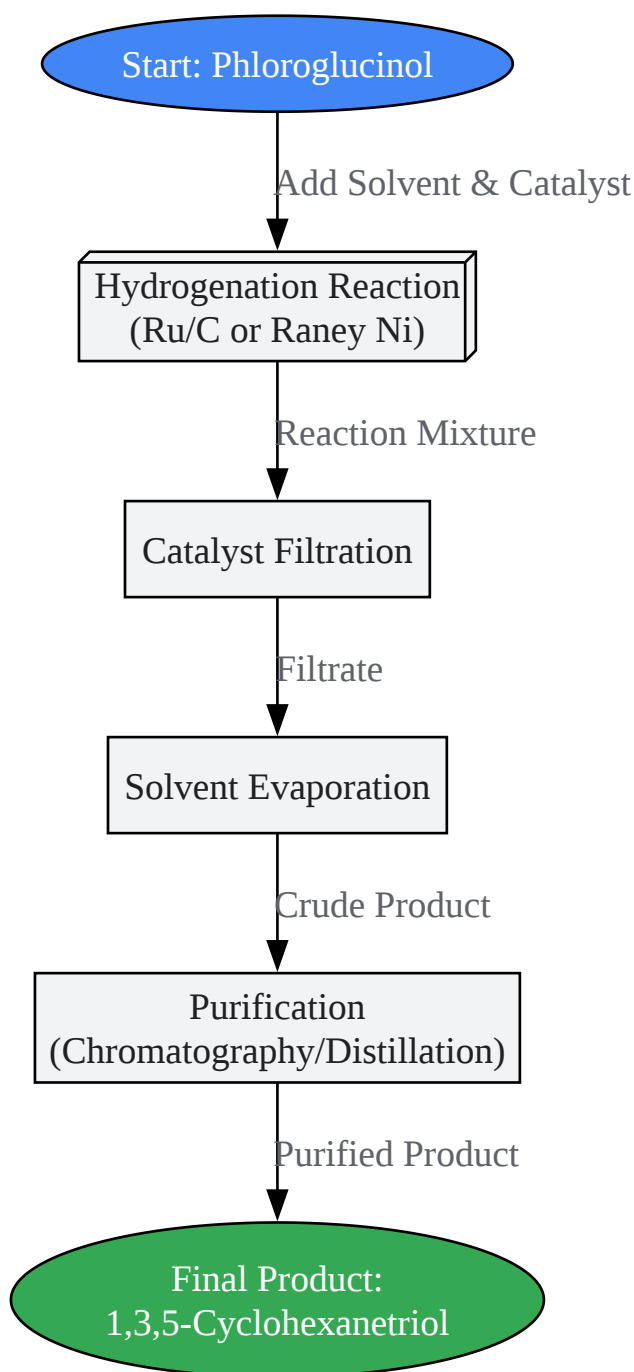 Start: Phloroglucinol
Add Solvent & Catalyst
Hydrogenation Reaction
(Ru/C or Raney Ni)
Reaction Mixture
Catalyst Filtration
Filtrate
Solvent Evaporation
Crude Product
Purification
(Chromatography/Distillation)
Purified Product
Final Product:
1,3,5-Cyclohexanetriol